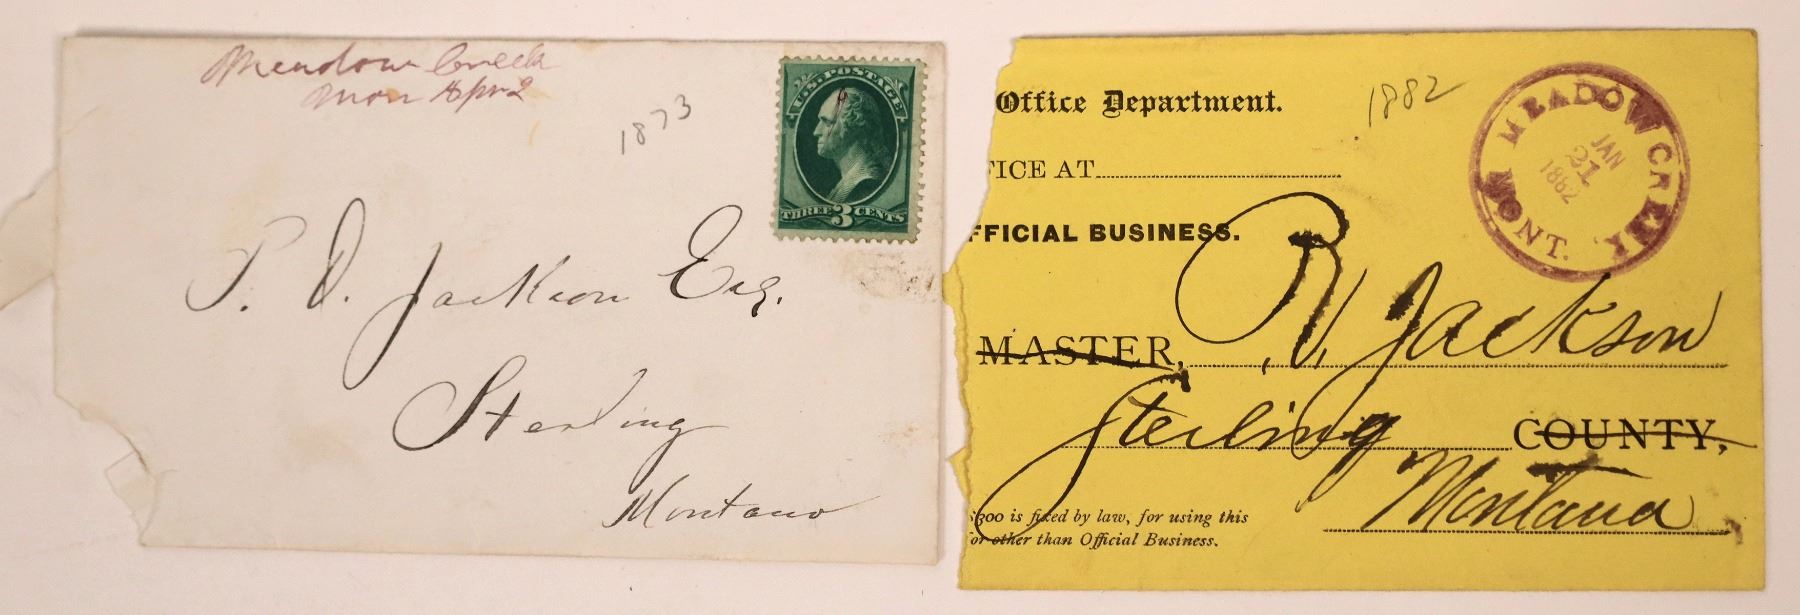 Meadow Creek
Mon Apr 2
1873
U.S. POSTAGE
THREE 3 CENTS
P. D. Jackson Esq.
Sterling
Montana
Office Department.
1882
FICE AT
MEADOW CREEK
JAN
21
1882
MONT.
FFICIAL BUSINESS.
MASTER, R. Jackson
Sterling COUNTY,
Montana
$300 is fixed by law, for using this
for other than Official Business.